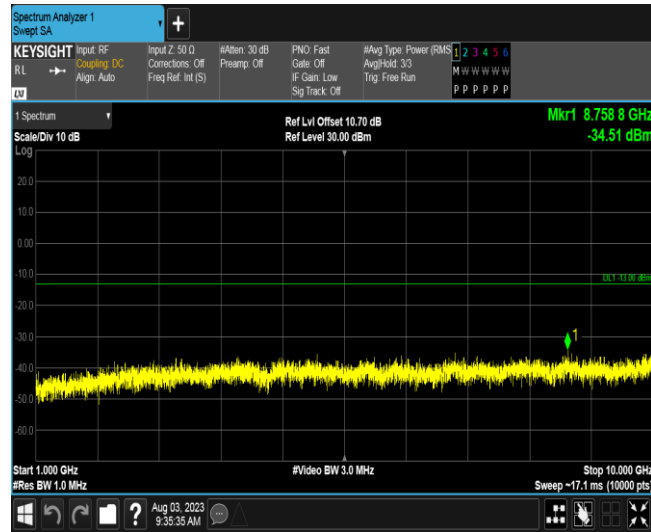 Spectrum Analyzer 1
Swept SA
+
KEYSIGHT
RL
LXI
Input: RF
Coupling: DC
Align: Auto
Input Z: 50 Ω
Corrections: Off
Freq Ref: Int (S)
#Atten: 30 dB
Preamp: Off
PNO: Fast
Gate: Off
IF Gain: Low
Sig Track: Off
#Avg Type: Power (RMS
Avg|Hold: 3/3
Trig: Free Run
1 2 3 4 5 6
M W W W W W
P P P P P P
1 Spectrum
Scale/Div 10 dB
Log
Ref Lvl Offset 10.70 dB
Ref Level 30.00 dBm
Mkr1 8.758 8 GHz
-34.51 dBm
20.0
10.0
0.00
-10.0
DL1 -13.00 dBm
-20.0
-30.0
1
-40.0
-50.0
-60.0
Start 1.000 GHz
#Video BW 3.0 MHz
Stop 10.000 GHz
#Res BW 1.0 MHz
Sweep ~17.1 ms (10000 pts)
?
Aug 03, 2023
9:35:35 AM